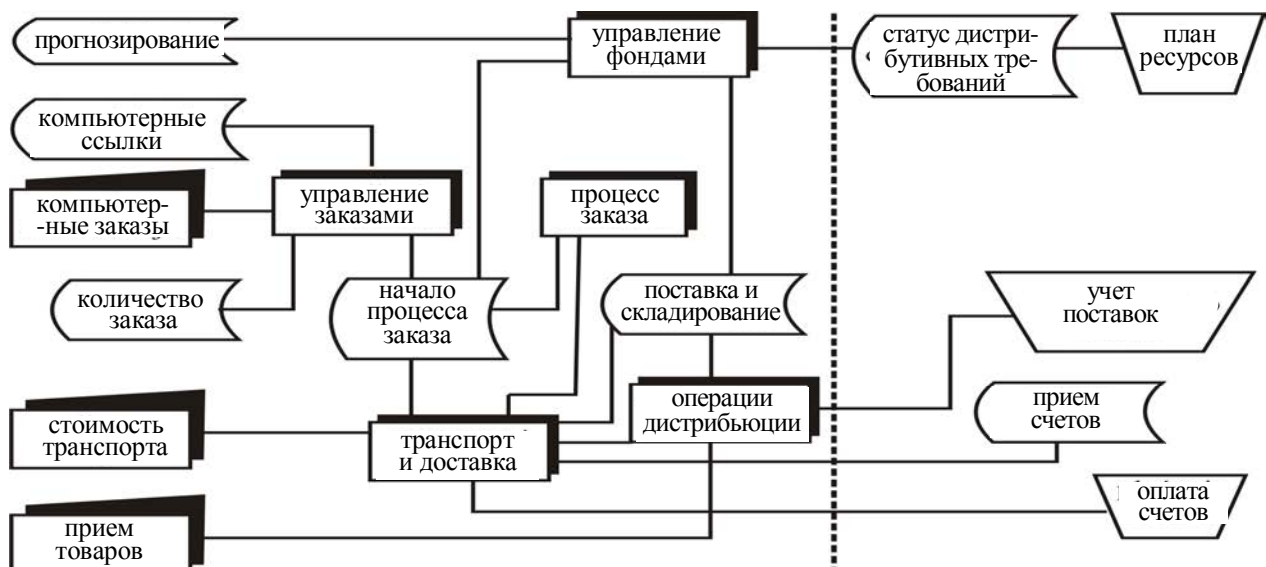 прогнозирование
управление
фондами
статус дистри-
бутивных тре-
бований
план
ресурсов
компьютерные
ссылки
компьютер-
-ные заказы
управление
заказами
процесс
заказа
количество
заказа
начало
процесса
заказа
поставка и
складирование
учет
поставок
стоимость
транспорта
транспорт
и доставка
операции
дистрибьюции
прием
счетов
прием
товаров
оплата
счетов